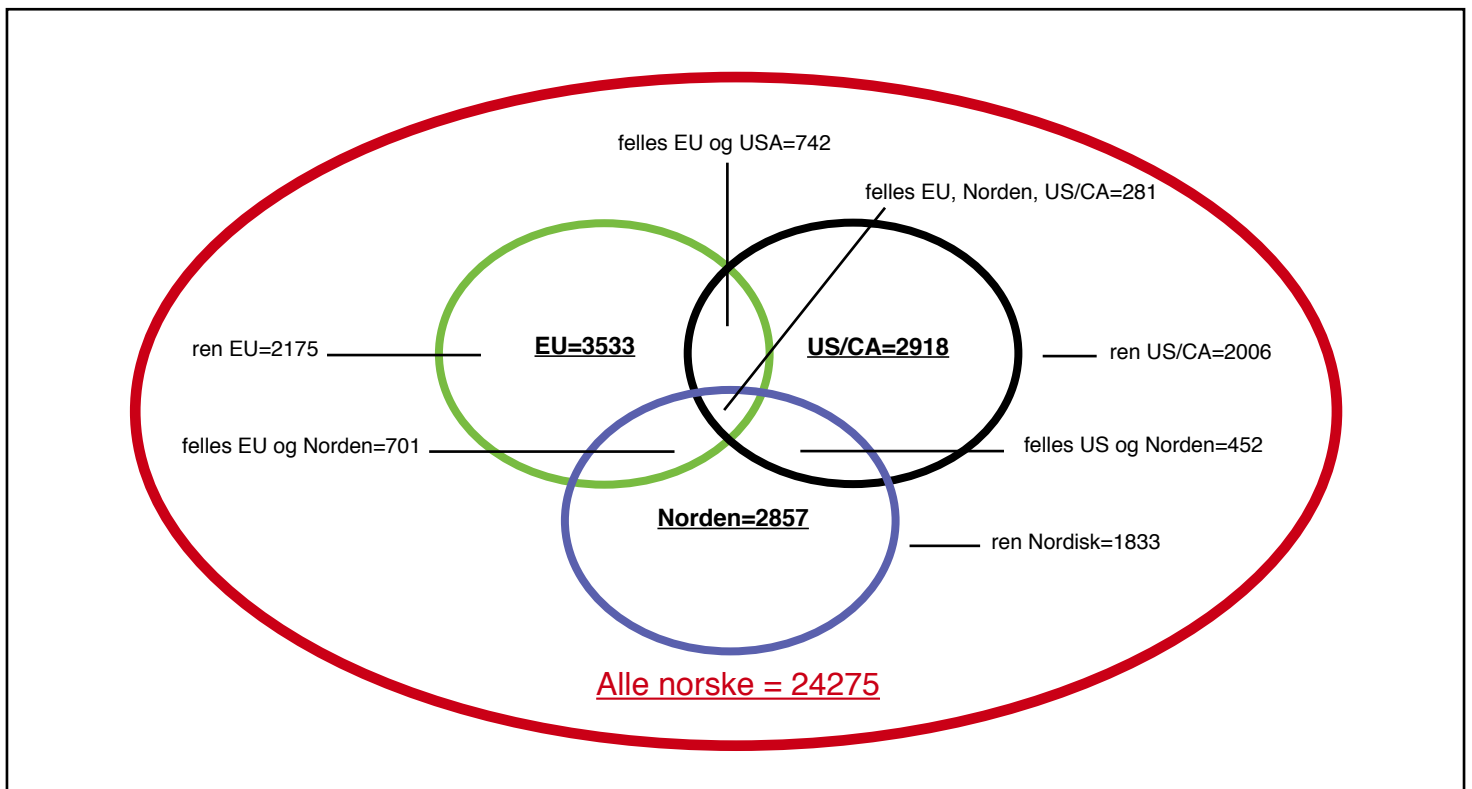 felles EU og USA=742
felles EU, Norden, US/CA=281
ren EU=2175
EU=3533
US/CA=2918
ren US/CA=2006
felles EU og Norden=701
felles US og Norden=452
Norden=2857
ren Nordisk=1833
Alle norske = 24275